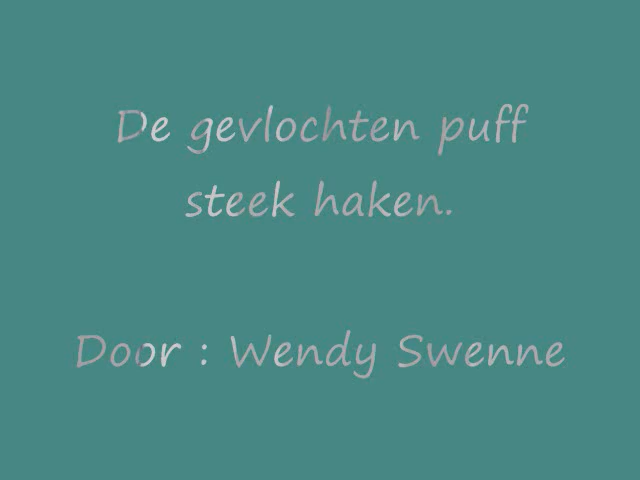 De gevlochten puff
steek haken.
Door : Wendy Swenne